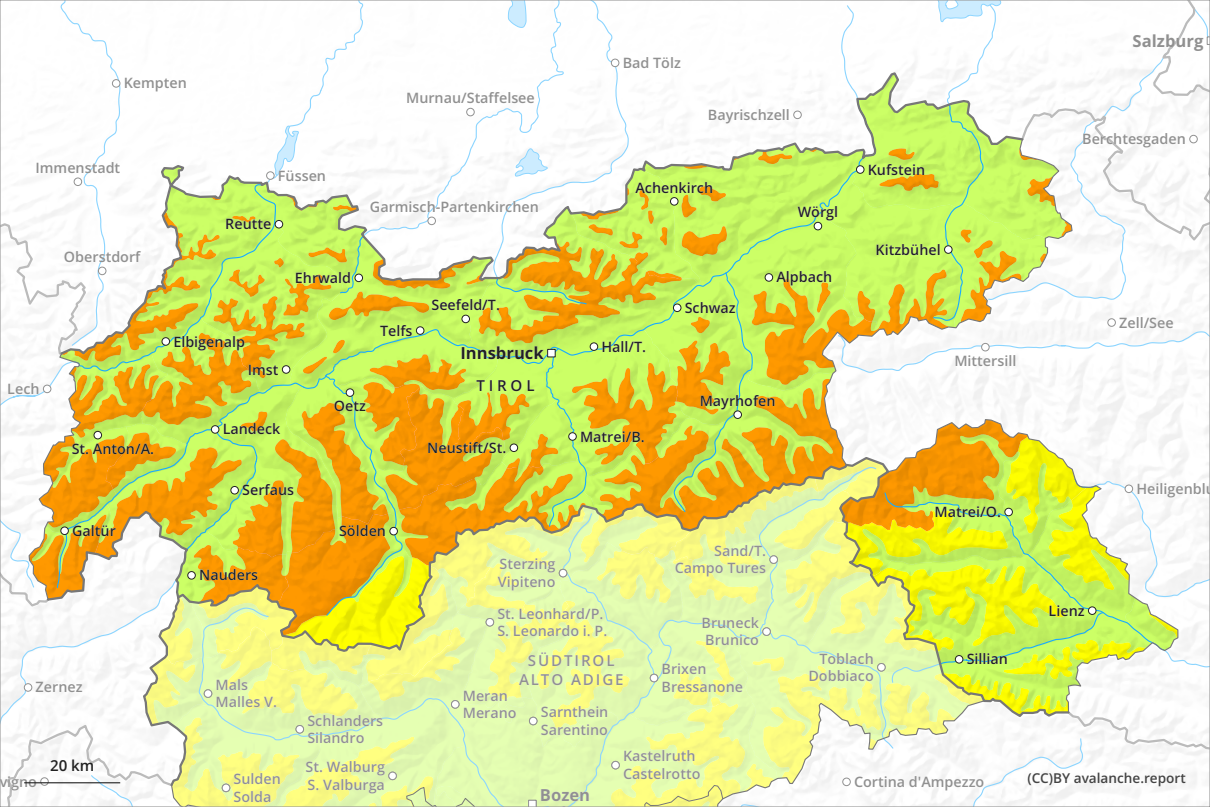 Salzburg
Bad Tölz
Kempten
Murnau/Staffelsee
Bayrischzell
Berchtesgaden
Immenstadt
Füssen
Kufstein
Achenkirch
Garmisch-Partenkirchen
Wörgl
Reutte
Kitzbühel
Oberstdorf
Ehrwald
Alpbach
Seefeld/T.
Schwaz
Zell/See
Telfs
Elbigenalp
Innsbruck
Hall/T.
Mittersill
Imst
TIROL
Lech
Oetz
Mayrhofen
Landeck
Matrei/B.
St. Anton/A.
Neustift/St.
Serfaus
Heiligenblu
Matrei/O.
Galtür
Sölden
Sterzing
Vipiteno
Sand/T.
Campo Tures
Nauders
St. Leonhard/P.
S. Leonardo i. P.
Lienz
Bruneck
Brunico
Sillian
SÜDTIROL
ALTO ADIGE
Toblach
Dobbiaco
Brixen
Bressanone
Zernez
Mals
Malles V.
Meran
Merano
Sarnthein
Sarentino
Schlanders
Silandro
Kastelruth
Castelrotto
20 km
St. Walburg
S. Valburga
vigno
Sulden
Solda
Cortina d'Ampezzo
(CC)BY avalanche.report
Bozen